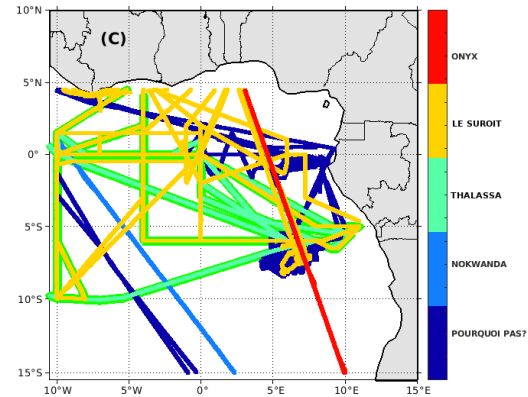 10°N
(C)
5°N
0°
5°S
10°S
15°S
10°W
5°W
0°
5°E
10°E
15°E
ONYX
LE SUROIT
THALASSA
NOKWANDA
POURQUOI PAS?